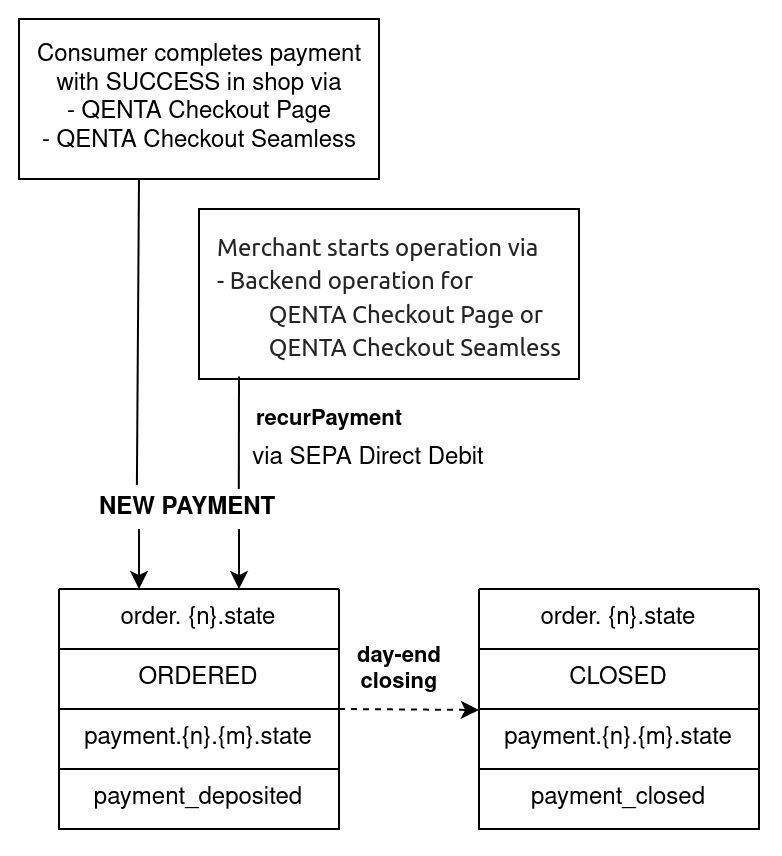 Consumer completes payment
with SUCCESS in shop via
- QENTA Checkout Page
- QENTA Checkout Seamless
Merchant starts operation via
- Backend operation for
QENTA Checkout Page or
QENTA Checkout Seamless
recurPayment
via SEPA Direct Debit
NEW PAYMENT
order. {n}.state
ORDERED
payment.{n}.{m}.state
payment_deposited
day-end
closing
order. {n}.state
CLOSED
payment.{n}.{m}.state
payment_closed